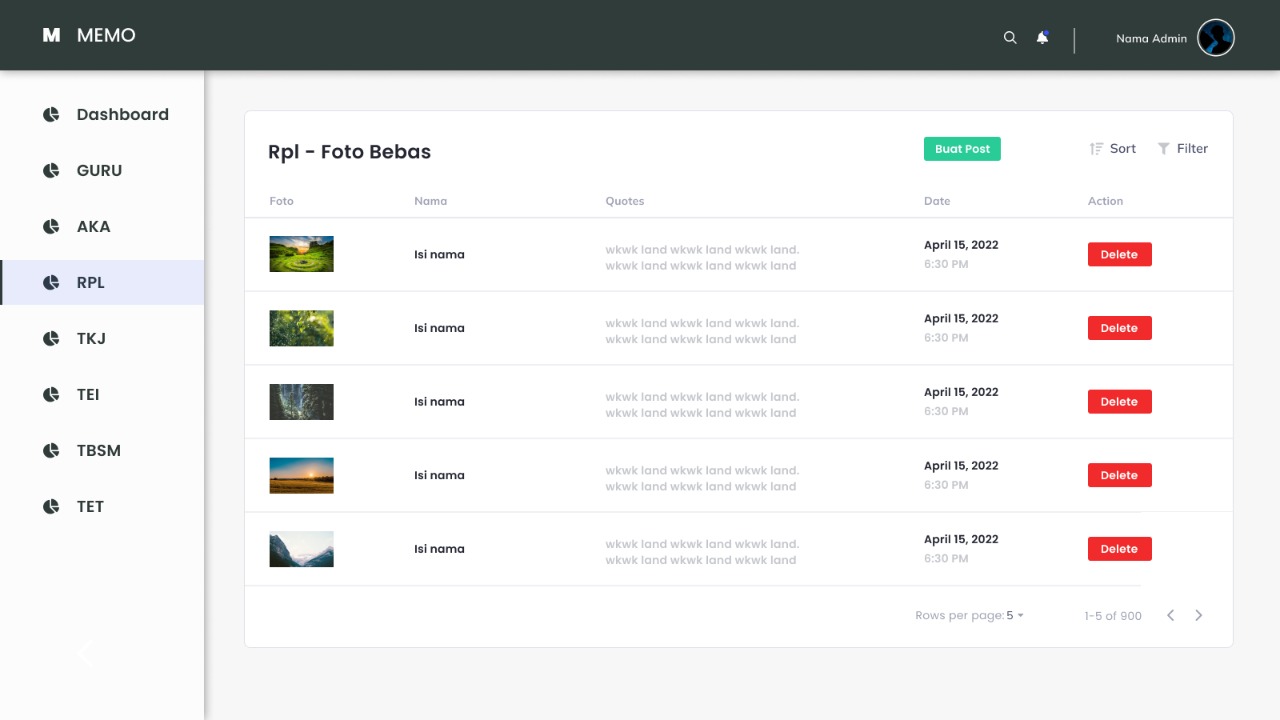 M MEMO
Nama Admin
Dashboard
GURU
AKA
RPL
TKJ
TEI
TBSM
TET
Rpl - Foto Bebas
Buat Post
Sort
Filter
Foto Nama Quotes Date Action
Isi nama
wkwk land wkwk land wkwk land.
wkwk land wkwk land wkwk land
April 15, 2022
6:30 PM
Delete
Isi nama
wkwk land wkwk land wkwk land.
wkwk land wkwk land wkwk land
April 15, 2022
6:30 PM
Delete
Isi nama
wkwk land wkwk land wkwk land.
wkwk land wkwk land wkwk land
April 15, 2022
6:30 PM
Delete
Isi nama
wkwk land wkwk land wkwk land.
wkwk land wkwk land wkwk land
April 15, 2022
6:30 PM
Delete
Isi nama
wkwk land wkwk land wkwk land.
wkwk land wkwk land wkwk land
April 15, 2022
6:30 PM
Delete
Rows per page: 5
1-5 of 900